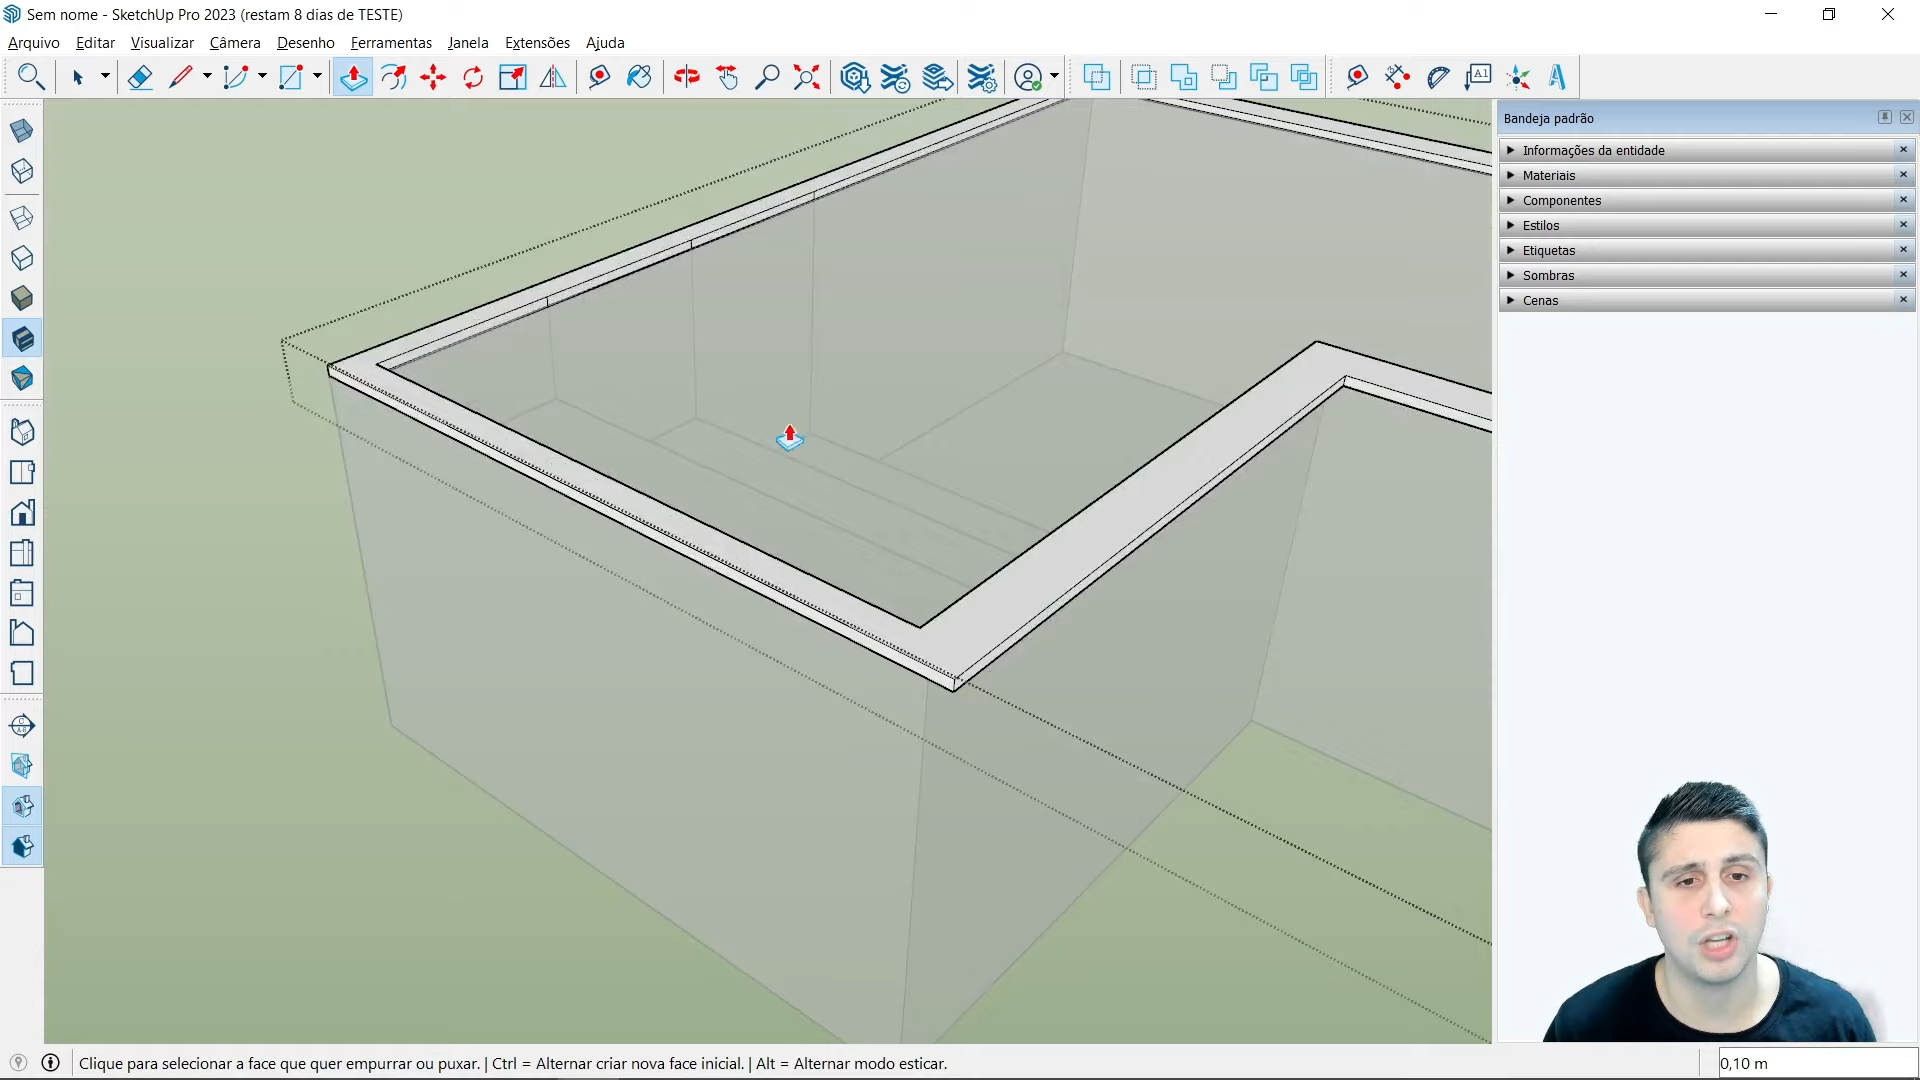 Sem nome - SketchUp Pro 2023 (restam 8 dias de TESTE)
Arquivo Editar Visualizar Câmera Desenho Ferramentas Janela Extensões Ajuda
A1
Bandeja padrão
Informações da entidade
Materiais
Componentes
Estilos
Etiquetas
Sombras
Cenas
Clique para selecionar a face que quer empurrar ou puxar. | Ctrl = Alternar criar nova face inicial. | Alt = Alternar modo esticar.
0,10 m